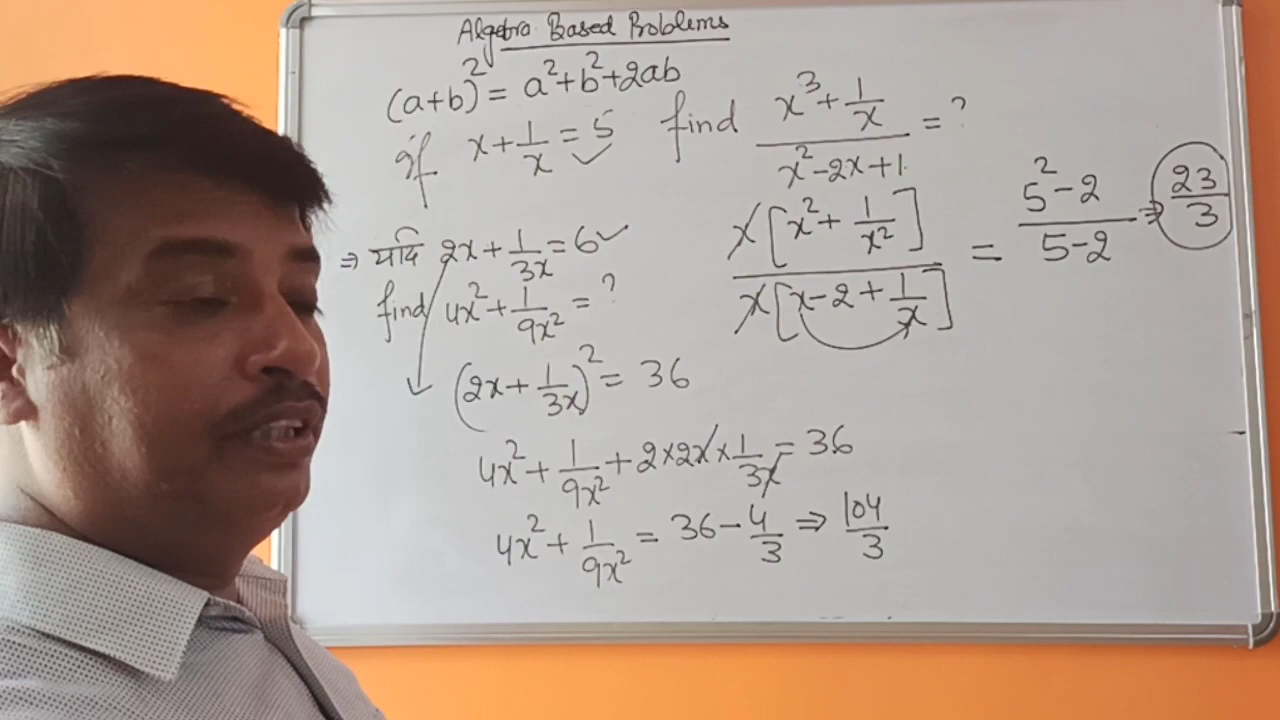 Algebra Based Problems
(a+b)² = a²+b²+2ab
if x+1/x = 5 find (x³+1/x)/(x²-2x+1) = ?
x[x²+1/x²]/x[x-2+1/x] = (5²-2)/(5-2) ⇒ 23/3
⇒ यदि 2x+1/3x = 6
find 4x²+1/9x² = ?
(2x+1/3x)² = 36
4x²+1/9x²+2×2x×1/3x = 36
4x²+1/9x² = 36-4/3 ⇒ 104/3